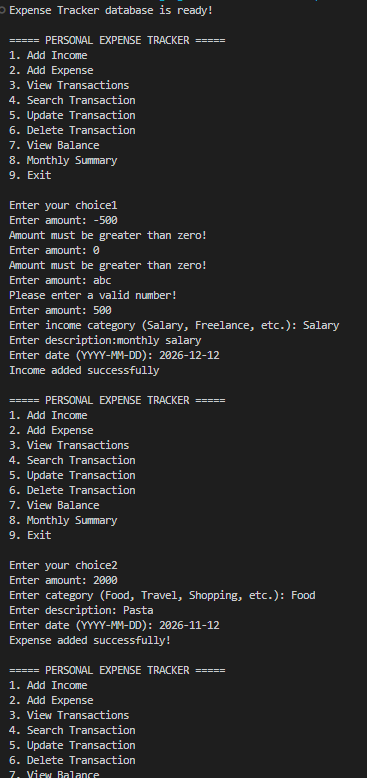 Expense Tracker database is ready!
===== PERSONAL EXPENSE TRACKER =====
1. Add Income
2. Add Expense
3. View Transactions
4. Search Transaction
5. Update Transaction
6. Delete Transaction
7. View Balance
8. Monthly Summary
9. Exit
Enter your choice1
Enter amount: -500
Amount must be greater than zero!
Enter amount: 0
Amount must be greater than zero!
Enter amount: abc
Please enter a valid number!
Enter amount: 500
Enter income category (Salary, Freelance, etc.): Salary
Enter description:monthly salary
Enter date (YYYY-MM-DD): 2026-12-12
Income added successfully
===== PERSONAL EXPENSE TRACKER =====
1. Add Income
2. Add Expense
3. View Transactions
4. Search Transaction
5. Update Transaction
6. Delete Transaction
7. View Balance
8. Monthly Summary
9. Exit
Enter your choice2
Enter amount: 2000
Enter category (Food, Travel, Shopping, etc.): Food
Enter description: Pasta
Enter date (YYYY-MM-DD): 2026-11-12
Expense added successfully!
===== PERSONAL EXPENSE TRACKER =====
1. Add Income
2. Add Expense
3. View Transactions
4. Search Transaction
5. Update Transaction
6. Delete Transaction
7. View Balance